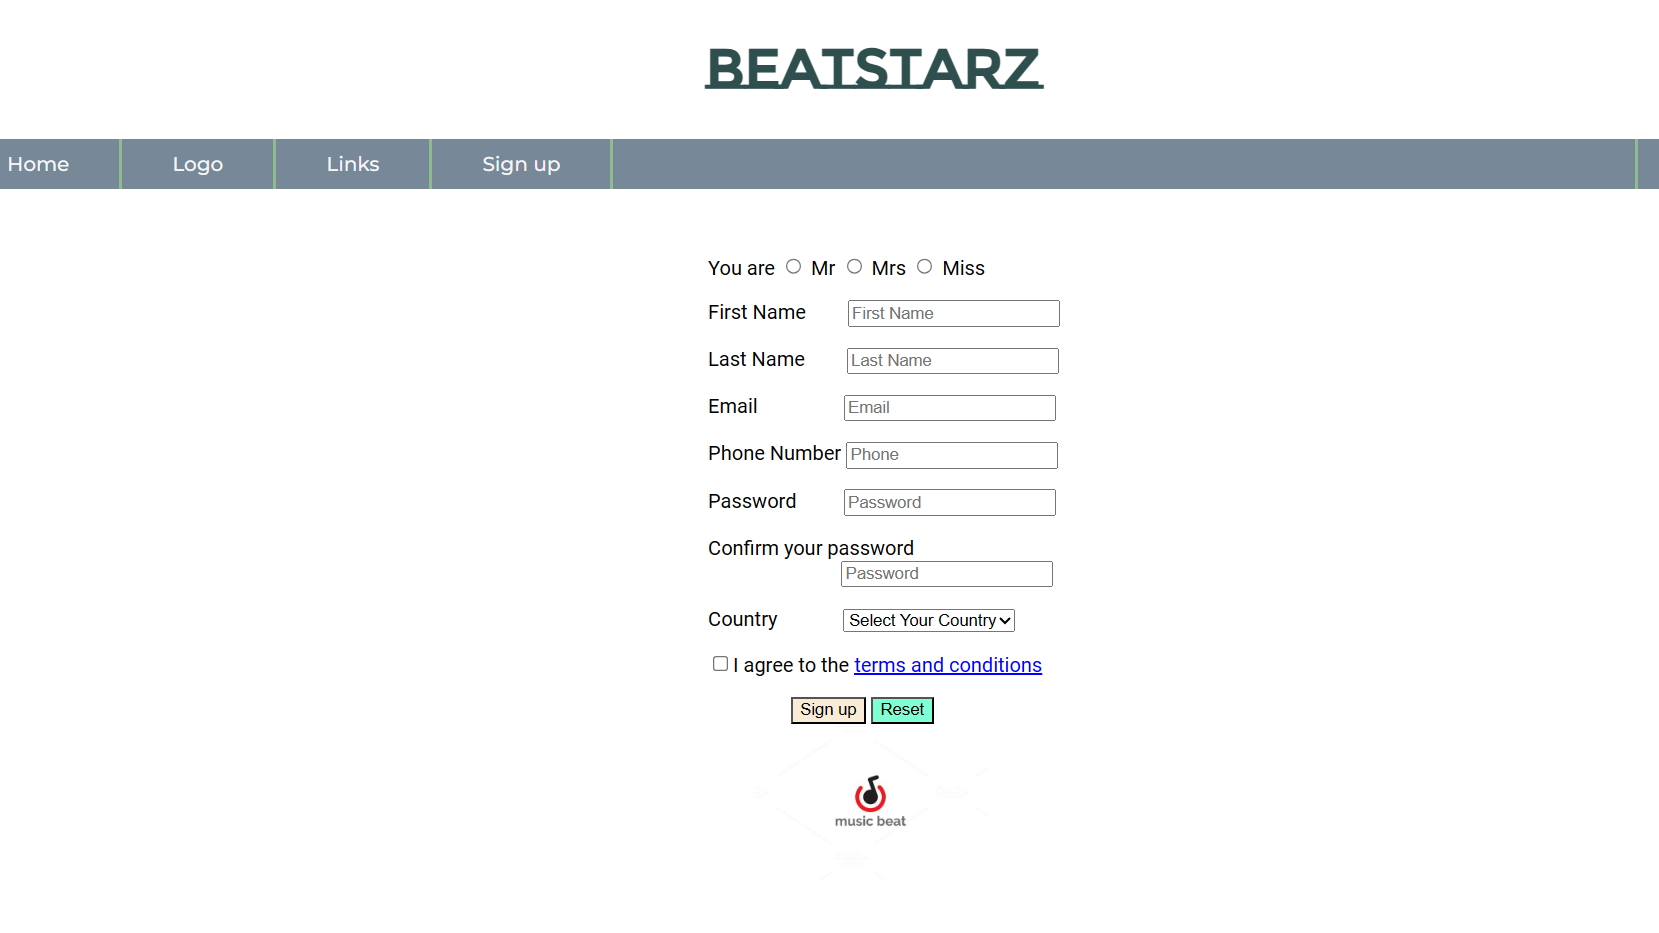 BEATSTARZ
Home Logo Links Sign up
You are Mr Mrs Miss
First Name First Name
Last Name Last Name
Email Email
Phone Number Phone
Password Password
Confirm your password
Password
Country Select Your Country
I agree to the terms and conditions
Sign up Reset
music beat